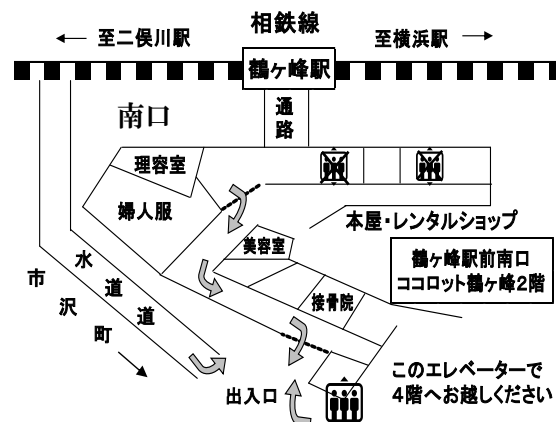 相鉄線
至二俣川駅
至横浜駅
鶴ヶ峰駅
通路
南口
理容室
婦人服
本屋・レンタルショップ
美容室
鶴ヶ峰駅前南口
ココロット鶴ヶ峰2階
水道道
市沢町
接骨院
このエレベーターで
4階へお越しください
出入口